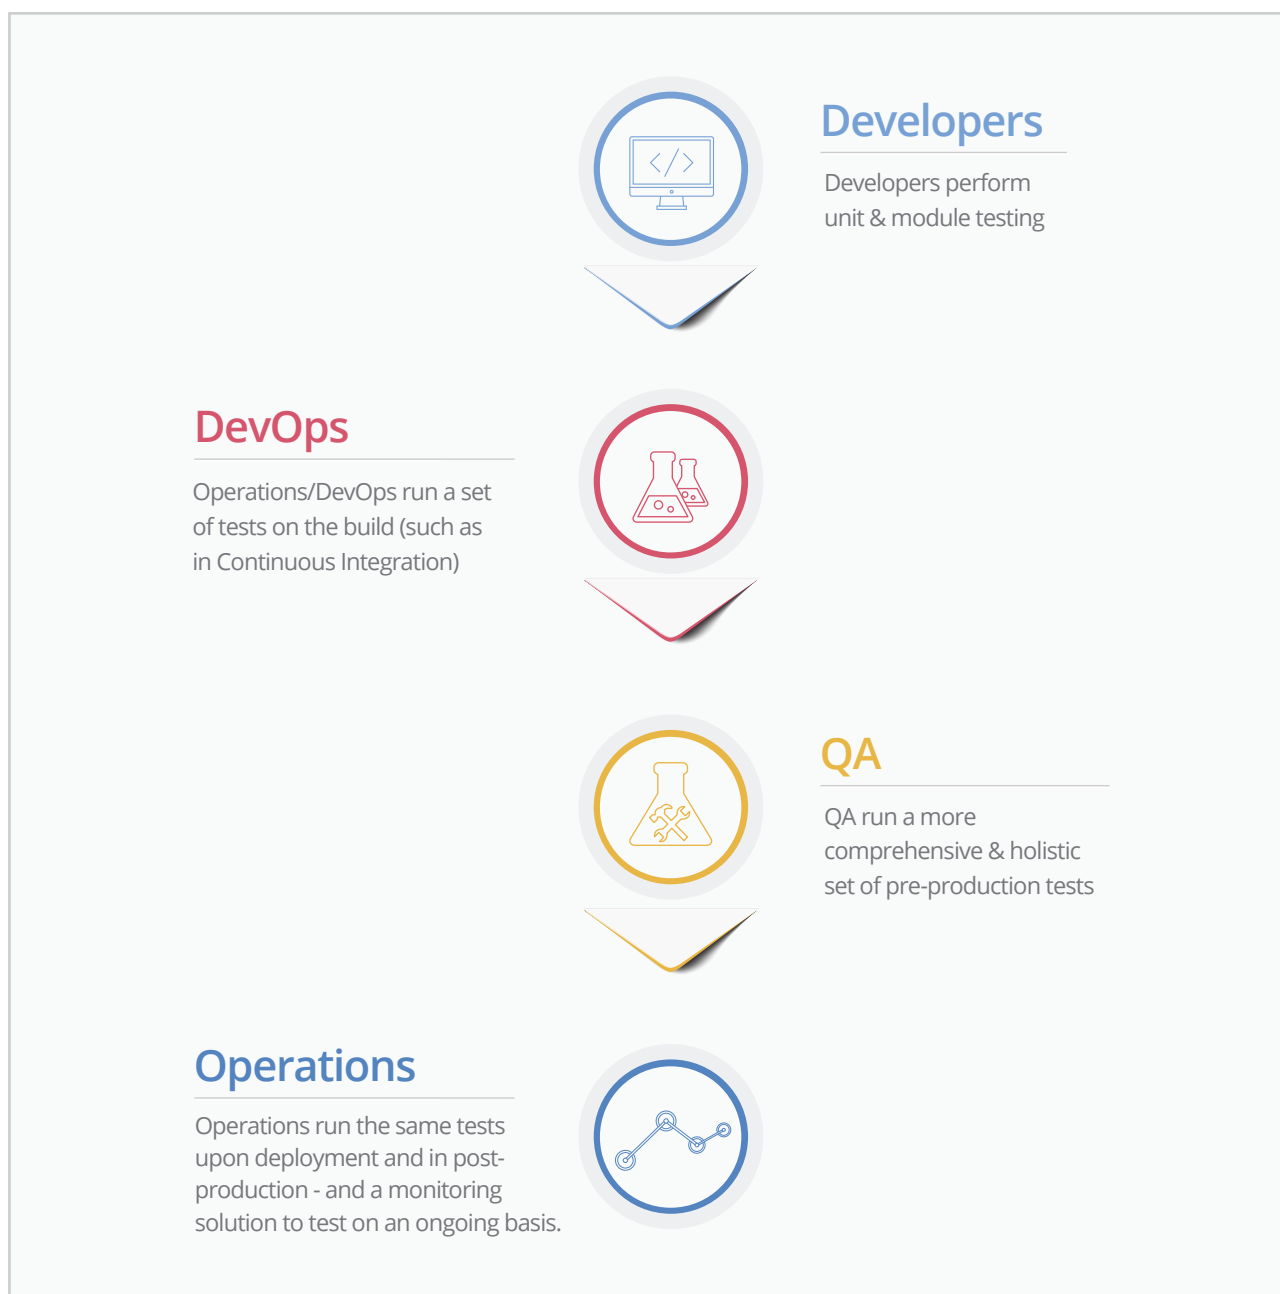 Developers
Developers perform
unit & module testing
DevOps
Operations/DevOps run a set
of tests on the build (such as
in Continuous Integration)
QA
QA run a more
comprehensive & holistic
set of pre-production tests
Operations
Operations run the same tests
upon deployment and in post-
production - and a monitoring
solution to test on an ongoing basis.